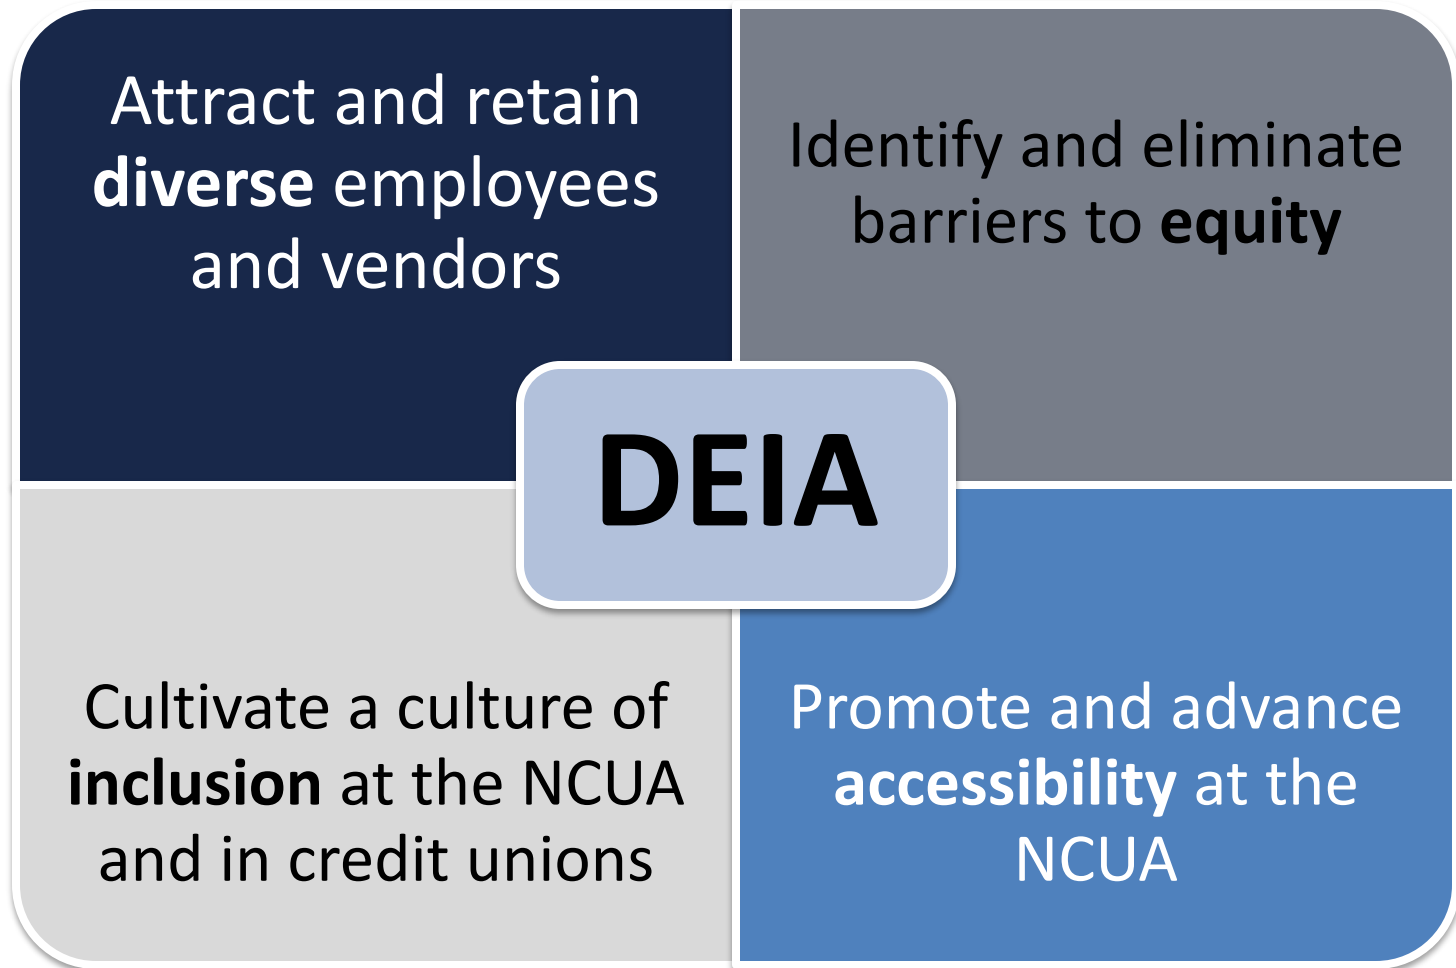 Attract and retain
diverse employees
and vendors
Identify and eliminate
barriers to equity
DEIA
Cultivate a culture of
inclusion at the NCUA
and in credit unions
Promote and advance
accessibility at the
NCUA